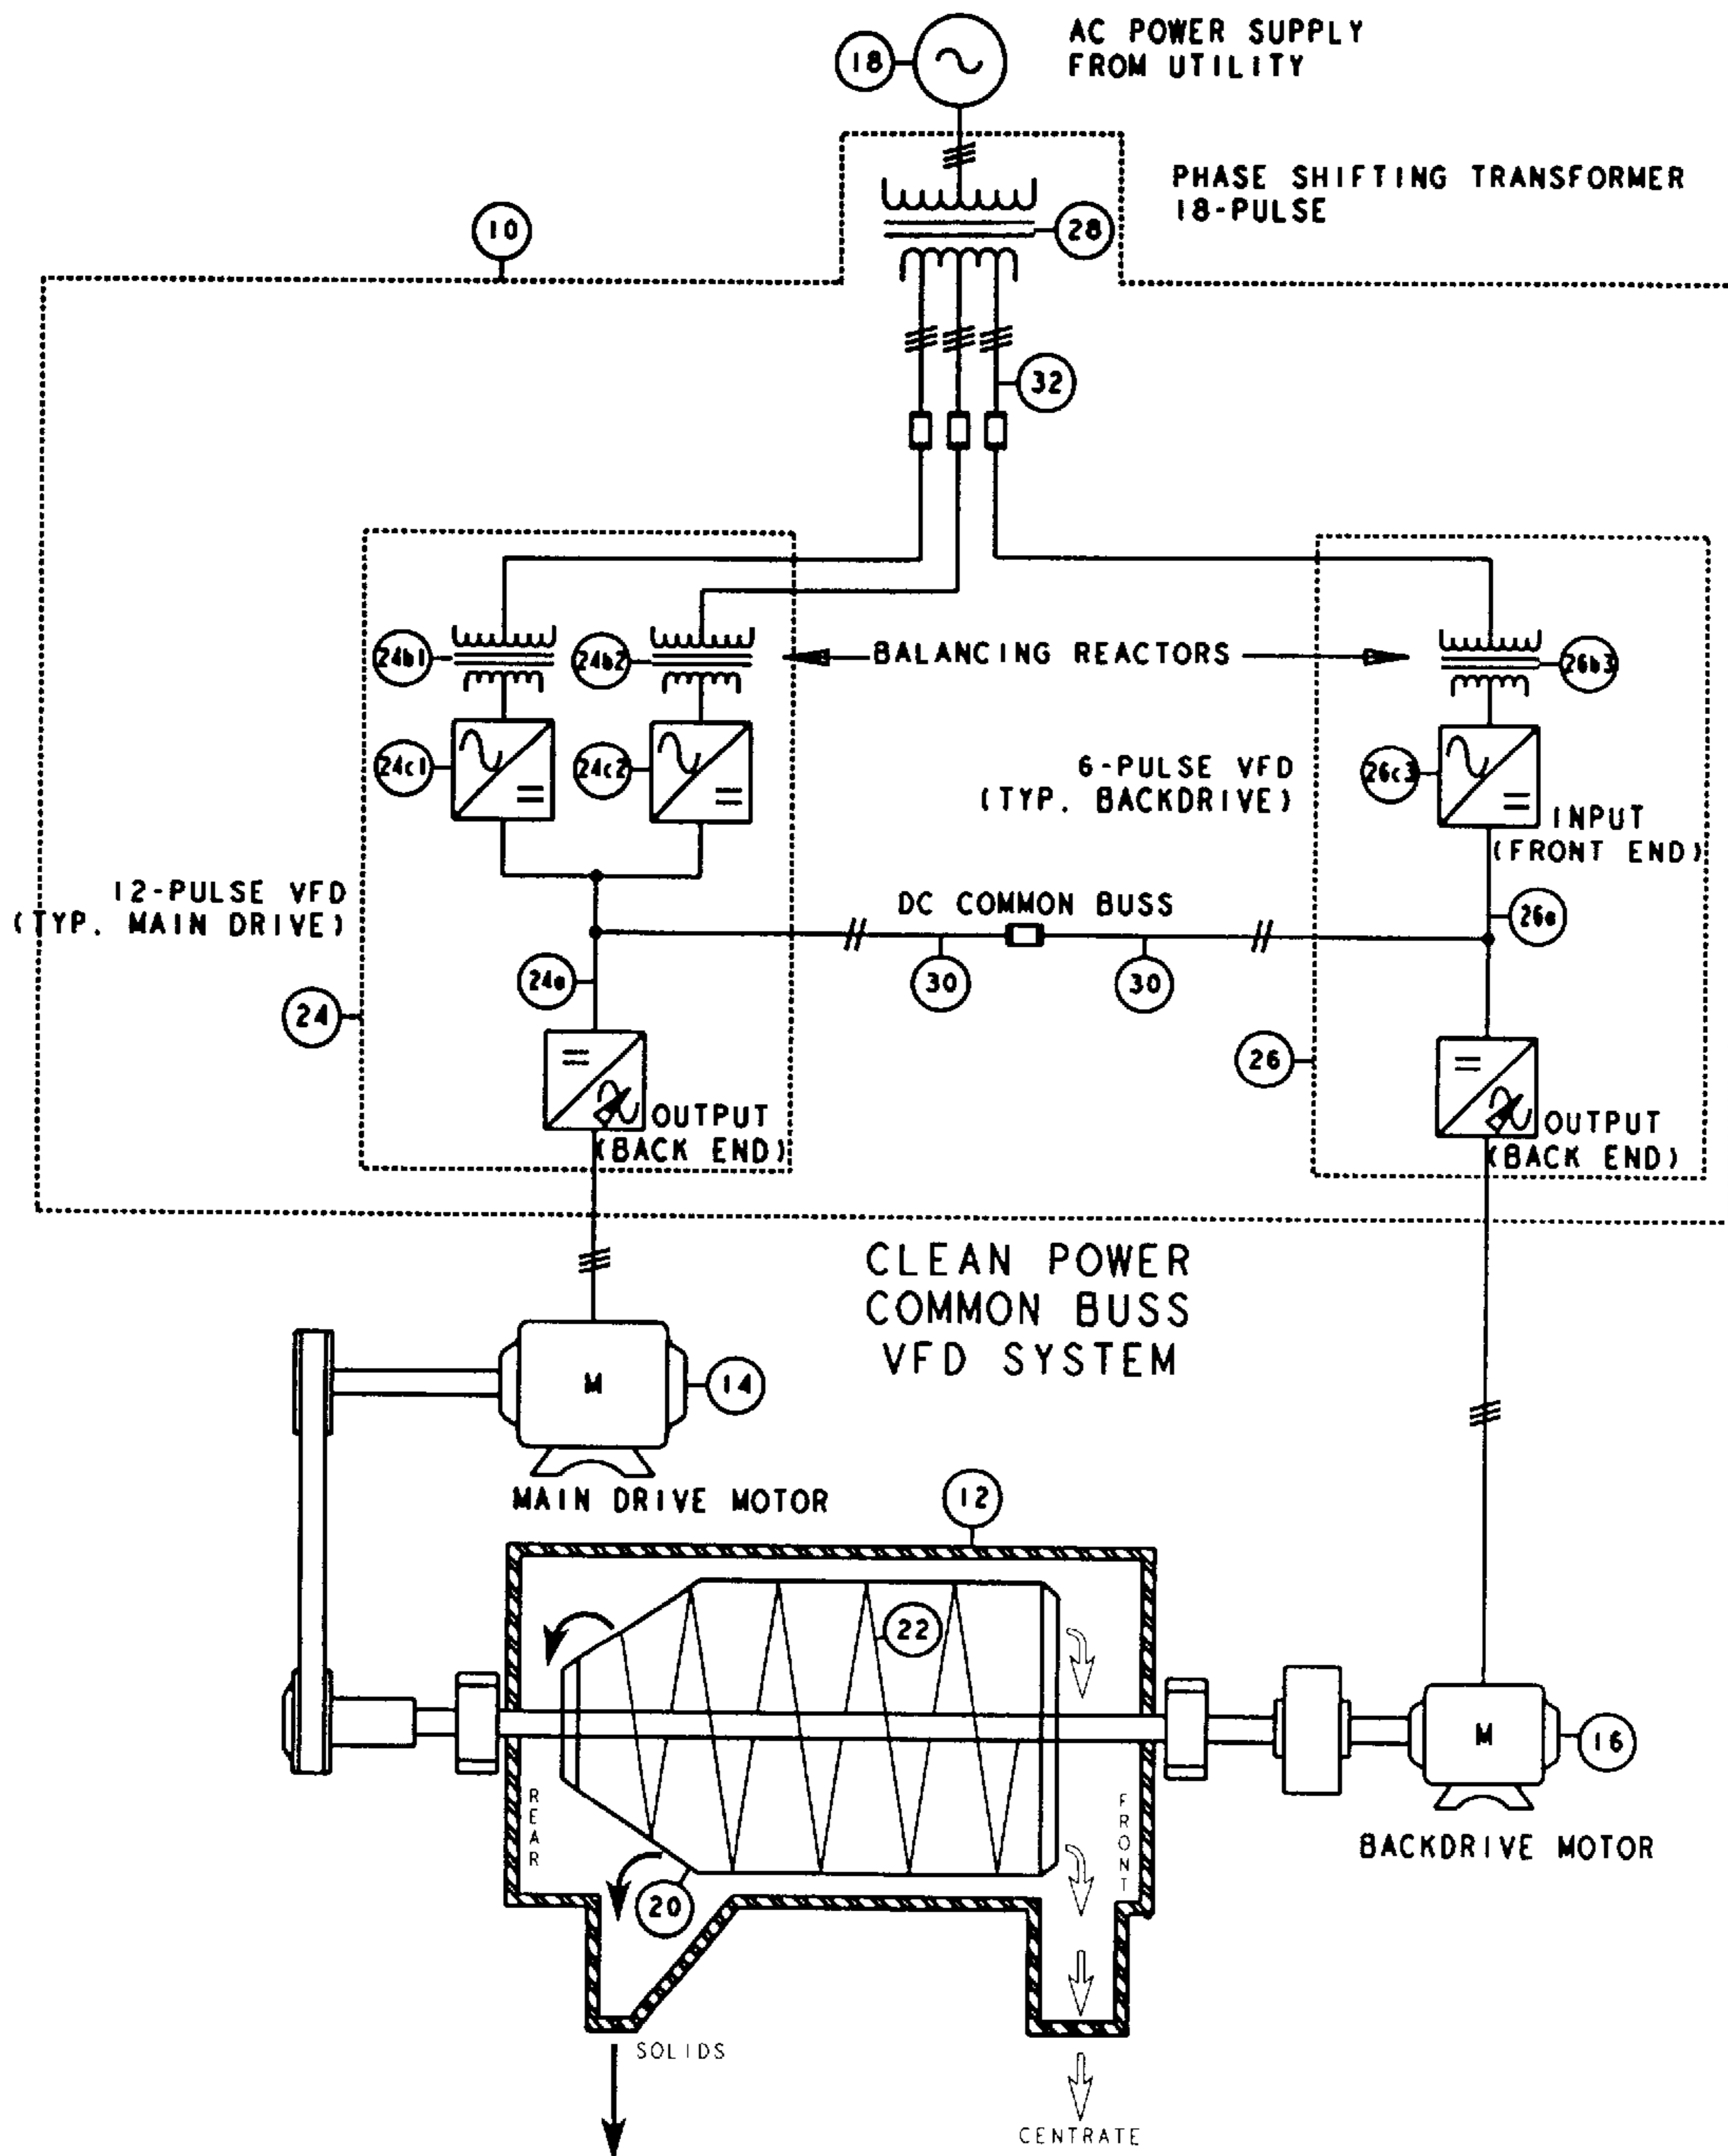 AC POWER SUPPLY
FROM UTILITY
18
PHASE SHIFTING TRANSFORMER
18-PULSE
28
10
32
24b1
24b2
BALANCING REACTORS
26b3
24c1
24c2
6-PULSE VFD
(TYP. BACKDRIVE)
26c3
INPUT
(FRONT END)
12-PULSE VFD
(TYP. MAIN DRIVE)
DC COMMON BUSS
26a
24a
30
30
24
26
OUTPUT
(BACK END)
OUTPUT
(BACK END)
CLEAN POWER
COMMON BUSS
VFD SYSTEM
M
14
MAIN DRIVE MOTOR
12
22
M
16
REAR
FRONT
BACKDRIVE MOTOR
20
SOLIDS
CENTRATE